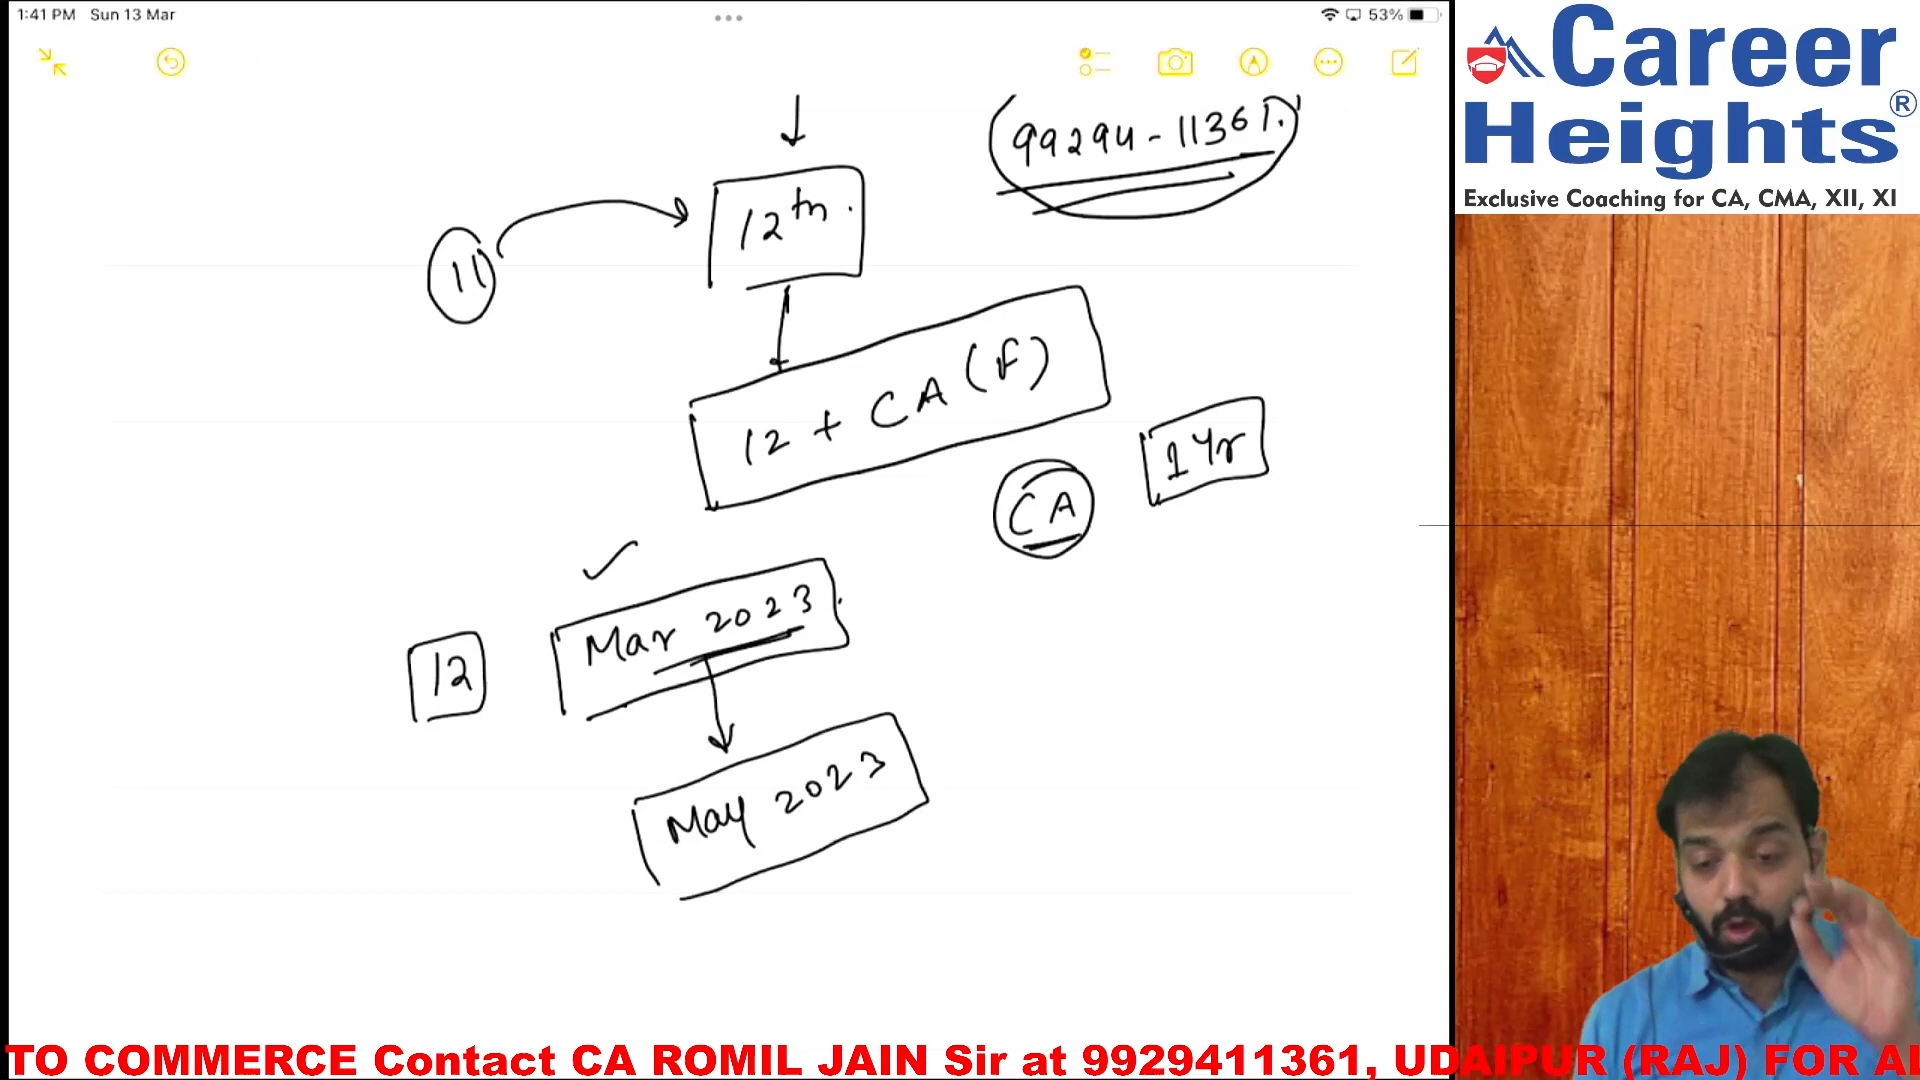 1:41 PM Sun 13 Mar
53%
Career
Heights®
Exclusive Coaching for CA, CMA, XII, XI
99294-11361.
12th.
11
12 + CA (F)
1 Yr
CA
Mar 2023.
12
May 2023
TO COMMERCE Contact CA ROMIL JAIN Sir at 9929411361, UDAIPUR (RAJ) FOR